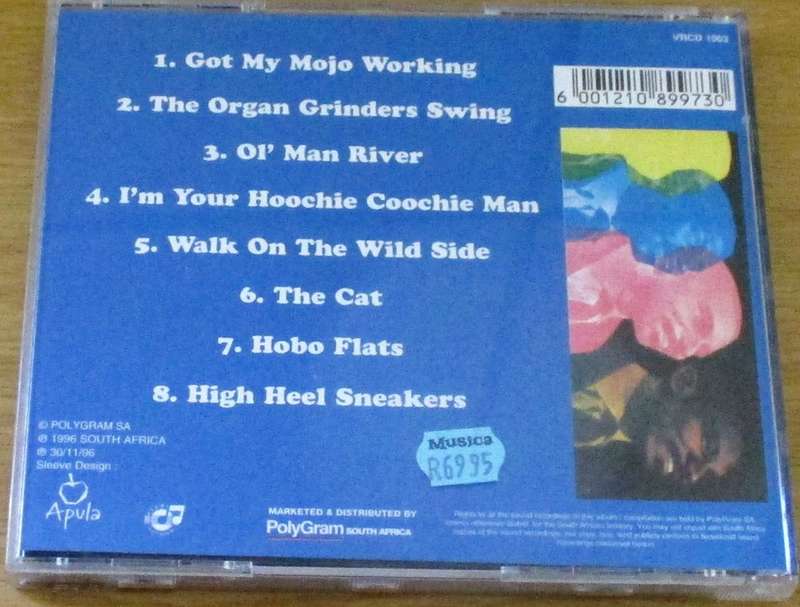 VRCD 1003
1. Got My Mojo Working
2. The Organ Grinders Swing
3. Ol' Man River
4. I'm Your Hoochie Coochie Man
5. Walk On The Wild Side
6. The Cat
7. Hobo Flats
8. High Heel Sneakers
6 001210 899730
© POLYGRAM SA
℗ 1996 SOUTH AFRICA
℗ 30/11/96
Sleeve Design :
Apula
Musica
R69.95
MARKETED & DISTRIBUTED BY
PolyGram SOUTH AFRICA